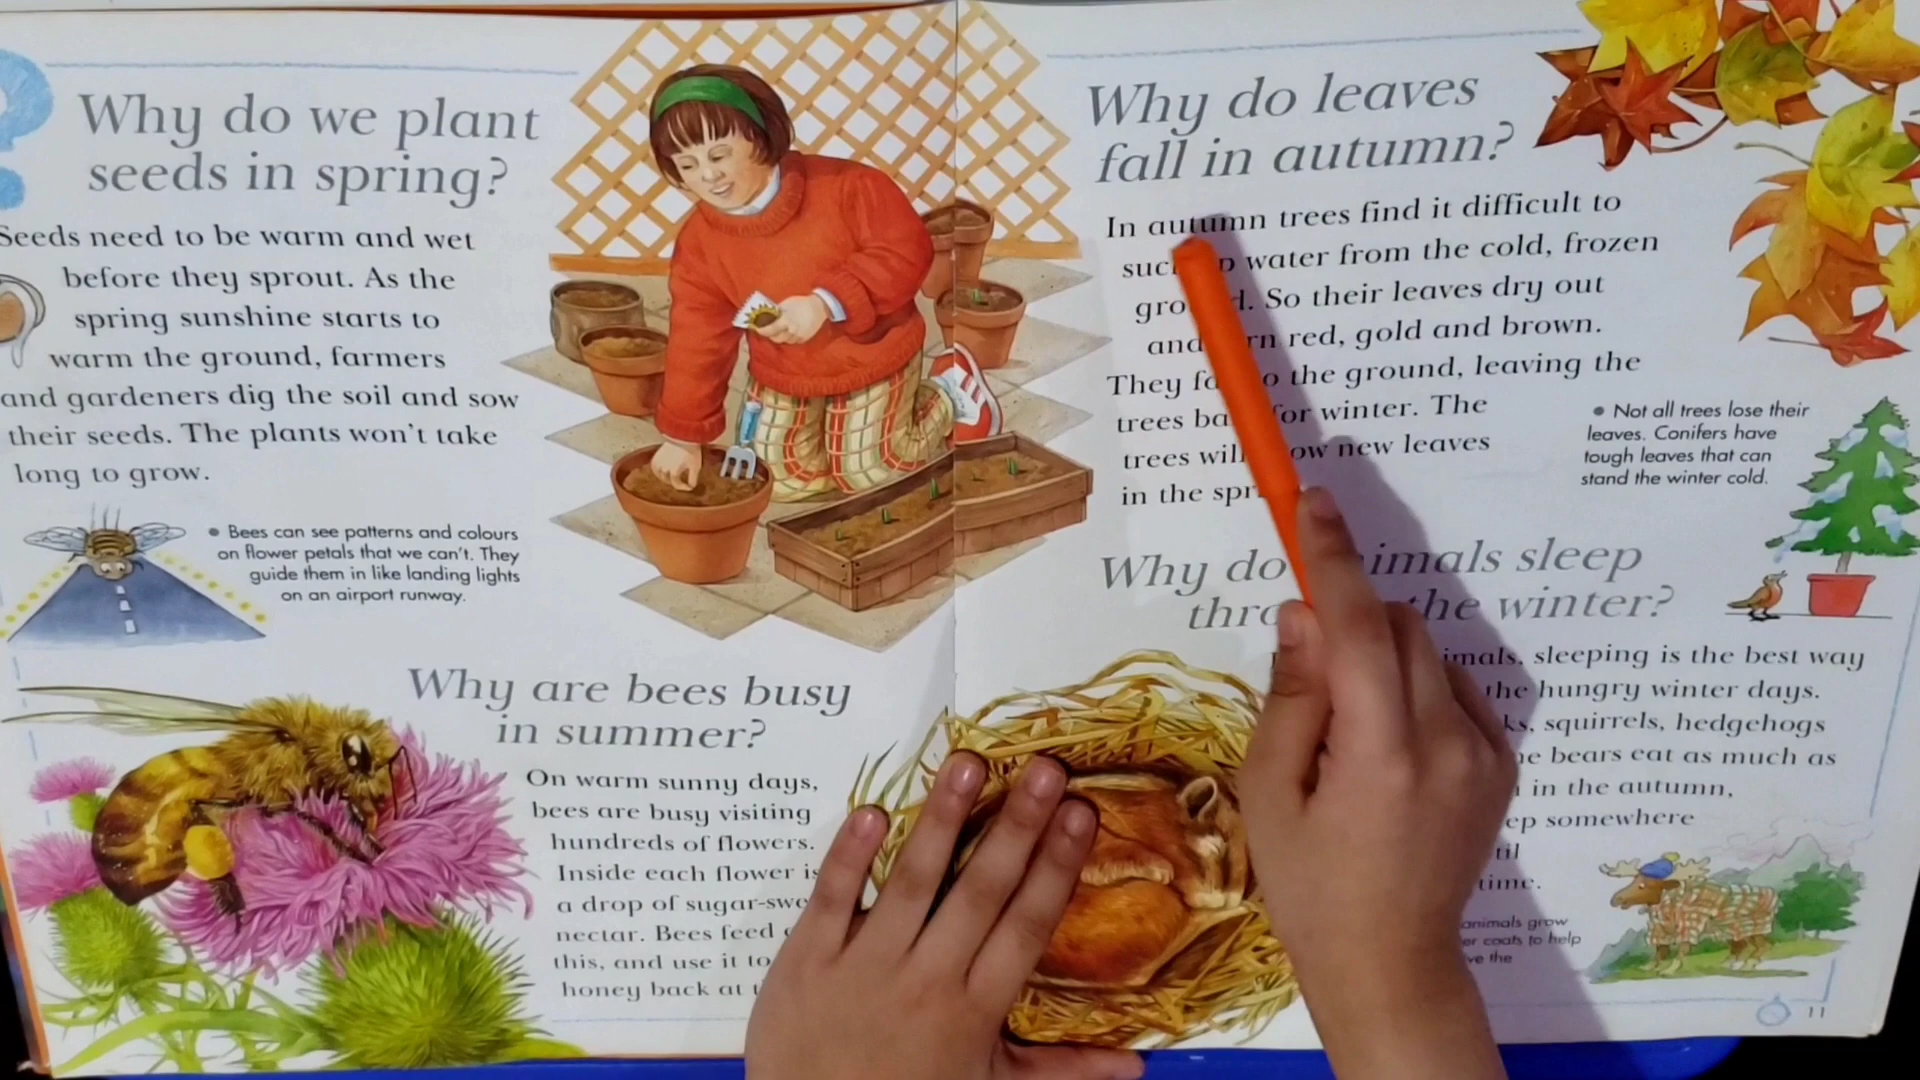 Why do we plant
seeds in spring?
Seeds need to be warm and wet
before they sprout. As the
spring sunshine starts to
warm the ground, farmers
and gardeners dig the soil and sow
their seeds. The plants won't take
long to grow.
• Bees can see patterns and colours
on flower petals that we can't. They
guide them in like landing lights
on an airport runway.
Why are bees busy
in summer?
On warm sunny days,
bees are busy visiting
hundreds of flowers.
Inside each flower is
a drop of
nectar. Bees feed
this, and use it to
honey back at
Why do leaves
fall in autumn?
In autumn trees find it difficult to
water from the cold, frozen
So their leaves dry out
red, gold and brown.
They the ground, leaving the
trees for winter. The
trees new leaves
in the
• Not all trees lose their
leaves. Conifers have
tough leaves that can
stand the winter cold.
Why do sleep
the winter?
sleeping is the best way
the hungry winter days.
squirrels, hedgehogs
bears eat as much as
in the autumn,
somewhere
time.
animals grow
coats to help
the
11